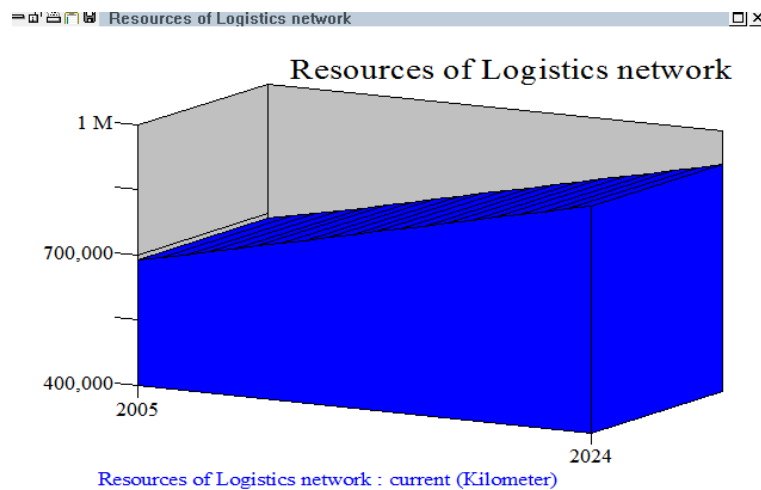 Resources of Logistics network
Resources of Logistics network
1 M
700,000
400,000
2005
2024
Resources of Logistics network : current (Kilometer)